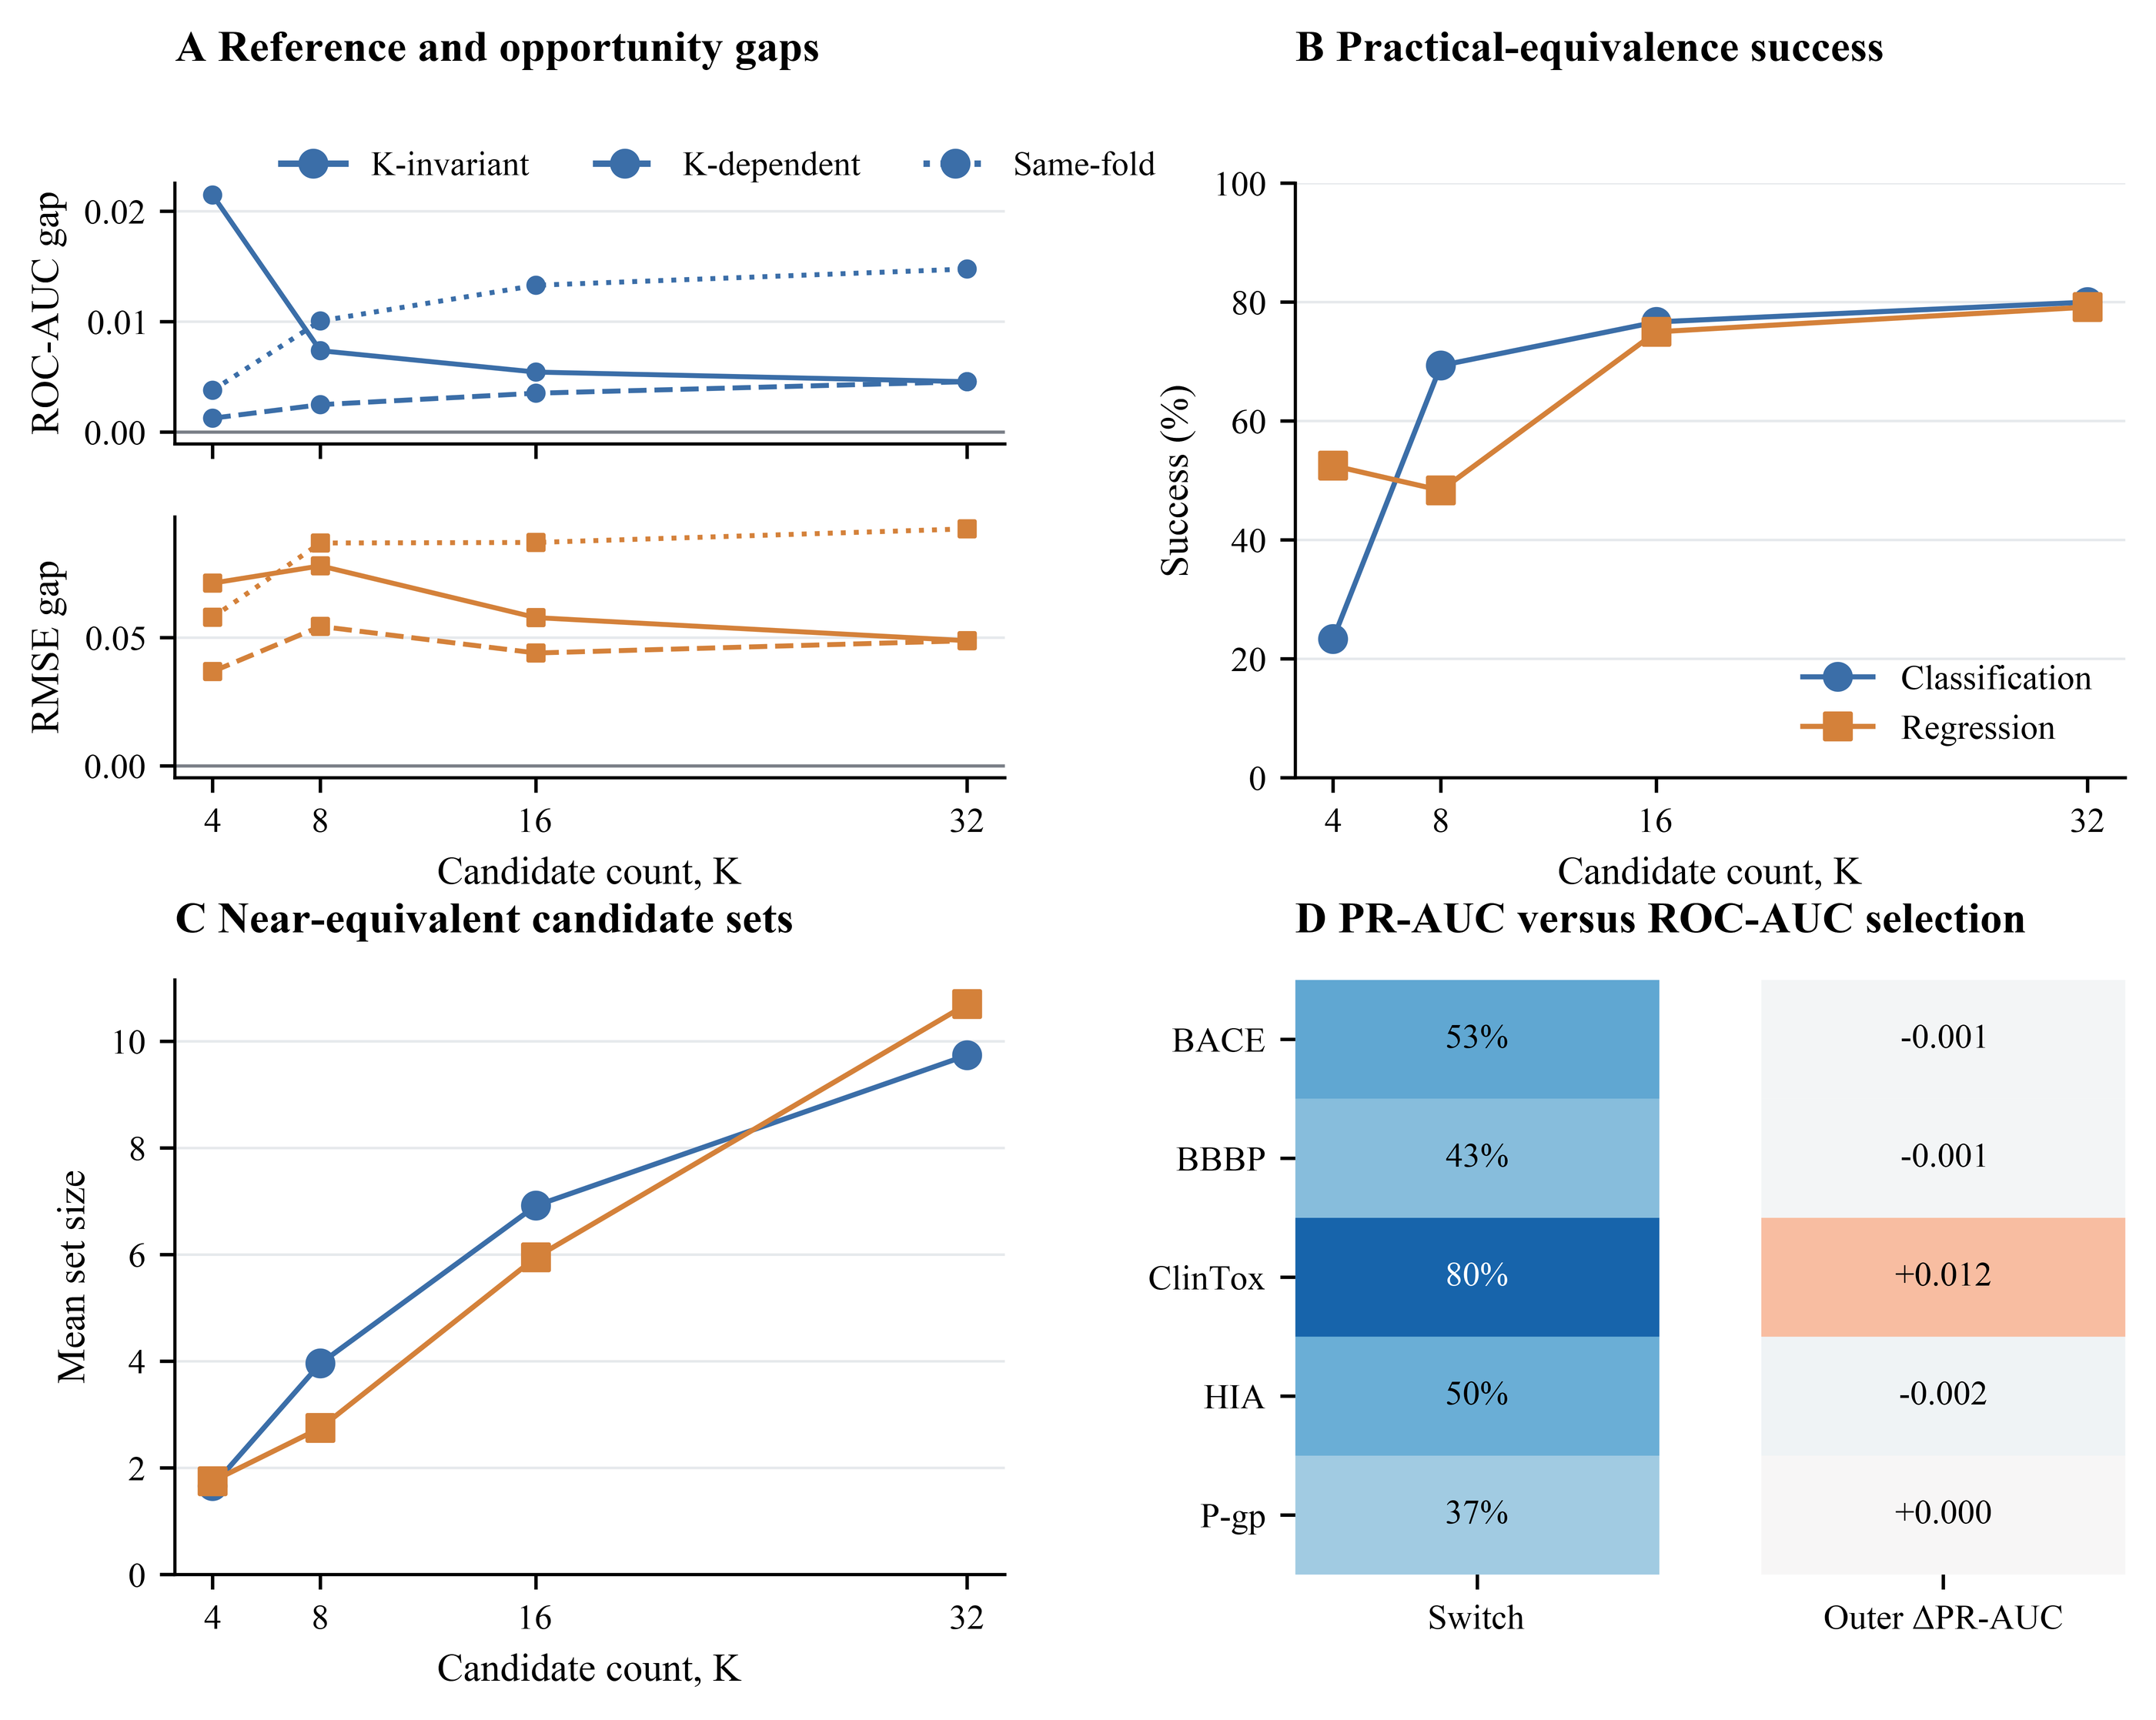 A Reference and opportunity gaps
K-invariant
K-dependent
Same-fold
ROC-AUC gap
0.02
0.01
0.00
RMSE gap
0.05
0.00
4
8
16
32
Candidate count, K
B Practical-equivalence success
Success (%)
100
80
60
40
20
0
Classification
Regression
4
8
16
32
Candidate count, K
C Near-equivalent candidate sets
Mean set size
10
8
6
4
2
0
4
8
16
32
Candidate count, K
D PR-AUC versus ROC-AUC selection
BACE 53% -0.001
BBBP 43% -0.001
ClinTox 80% +0.012
HIA 50% -0.002
P-gp 37% +0.000
Switch
Outer ΔPR-AUC